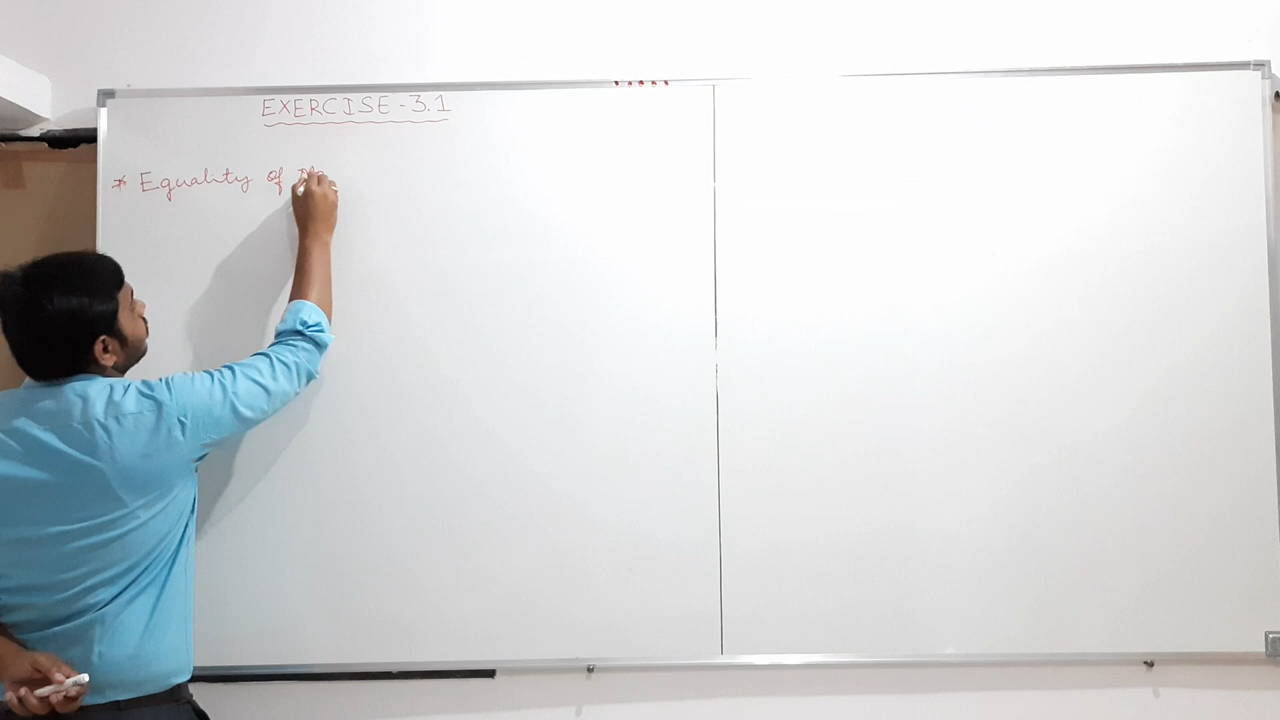 EXERCISE - 3.1
* Equality of